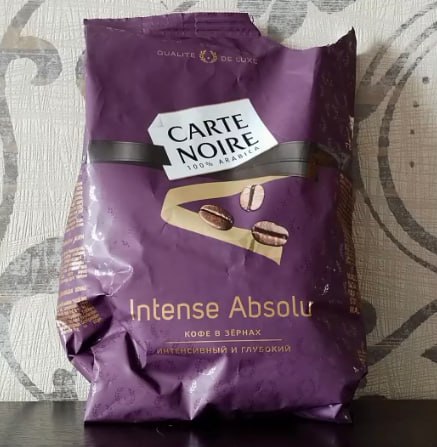 QUALITÉ DE LUXE
CARTE
NOIRE
100% ARABICA
Intense Absolu
КОФЕ В ЗЁРНАХ
ИНТЕНСИВНЫЙ И ГЛУБОКИЙ